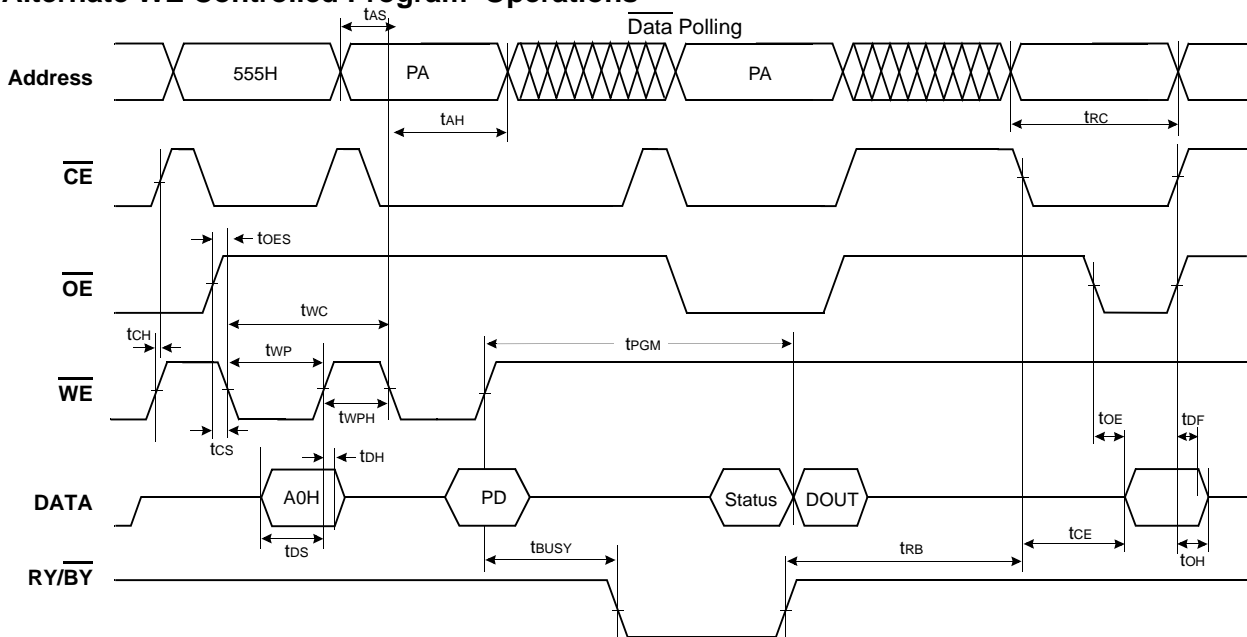 Alternate WE Controlled Program Operations
tAS
Data Polling
Address
555H
PA
PA
tAH
tRC
CE
tOES
OE
tWC
tCH
tWP
tPGM
WE
tWPH
tOE
tDF
tCS
tDH
DATA
A0H
PD
Status
DOUT
tDS
tBUSY
tRB
tCE
tOH
RY/BY